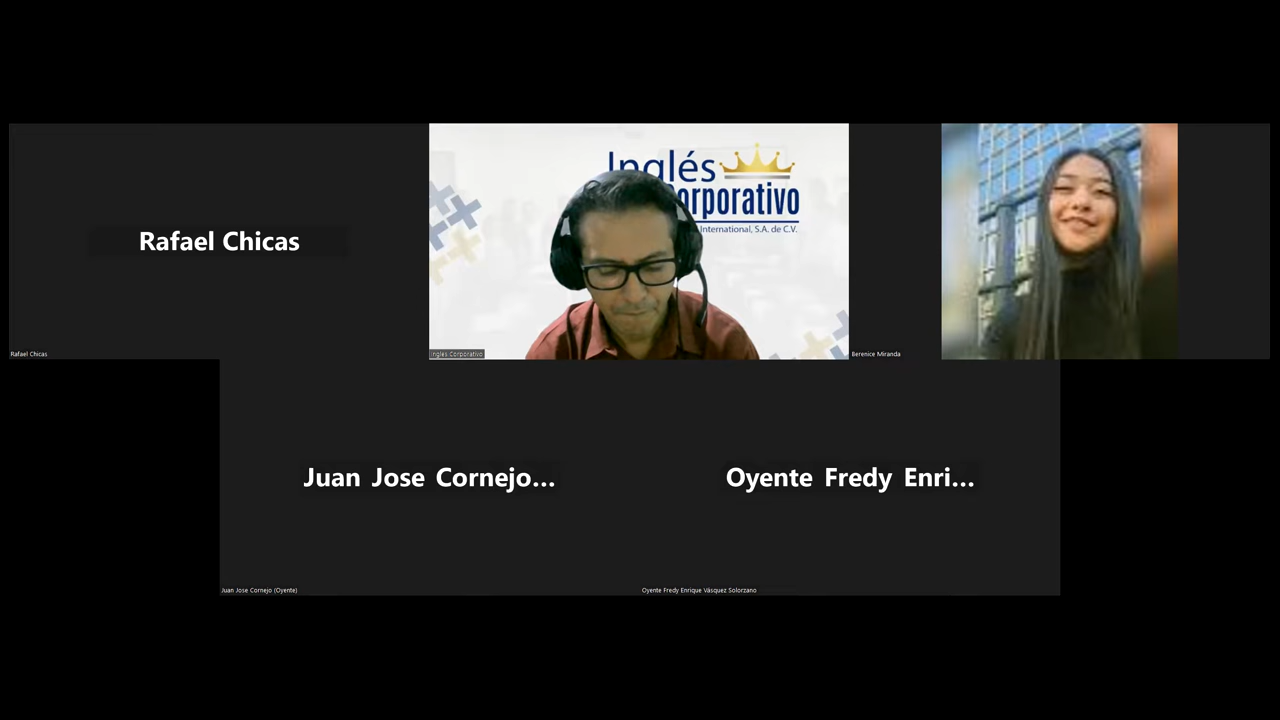 Inglés
orporativo
International, S.A. de C.V.
Rafael Chicas
Rafael Chicas
Inglés Corporativo
Berenice Miranda
Juan Jose Cornejo...
Oyente Fredy Enri...
Juan Jose Cornejo (Oyente)
Oyente Fredy Enrique Vásquez Solorzano